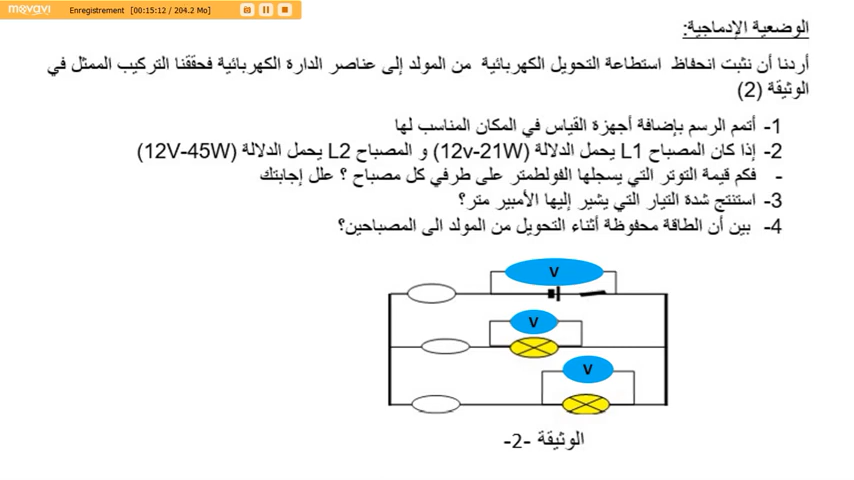 movavi Enregistrement [00:15:12 / 204.2 Mo]
الوضعية الإدماجية:
أردنا أن نثبت انحفاظ استطاعة التحويل الكهربائية من المولد إلى عناصر الدارة الكهربائية فحققنا التركيب الممثل في
الوثيقة (2)
1- أتمم الرسم بإضافة أجهزة القياس في المكان المناسب لها
2- إذا كان المصباح L1 يحمل الدلالة (12v-21W) و المصباح L2 يحمل الدلالة (12V-45W)
- فكم قيمة التوتر التي يسجلها الفولطمتر على طرفي كل مصباح ؟ علل إجابتك
3- استنتج شدة التيار التي يشير إليها الأمبير متر؟
4- بين أن الطاقة محفوظة أثناء التحويل من المولد الى المصباحين؟
V
V
V
الوثيقة -2-